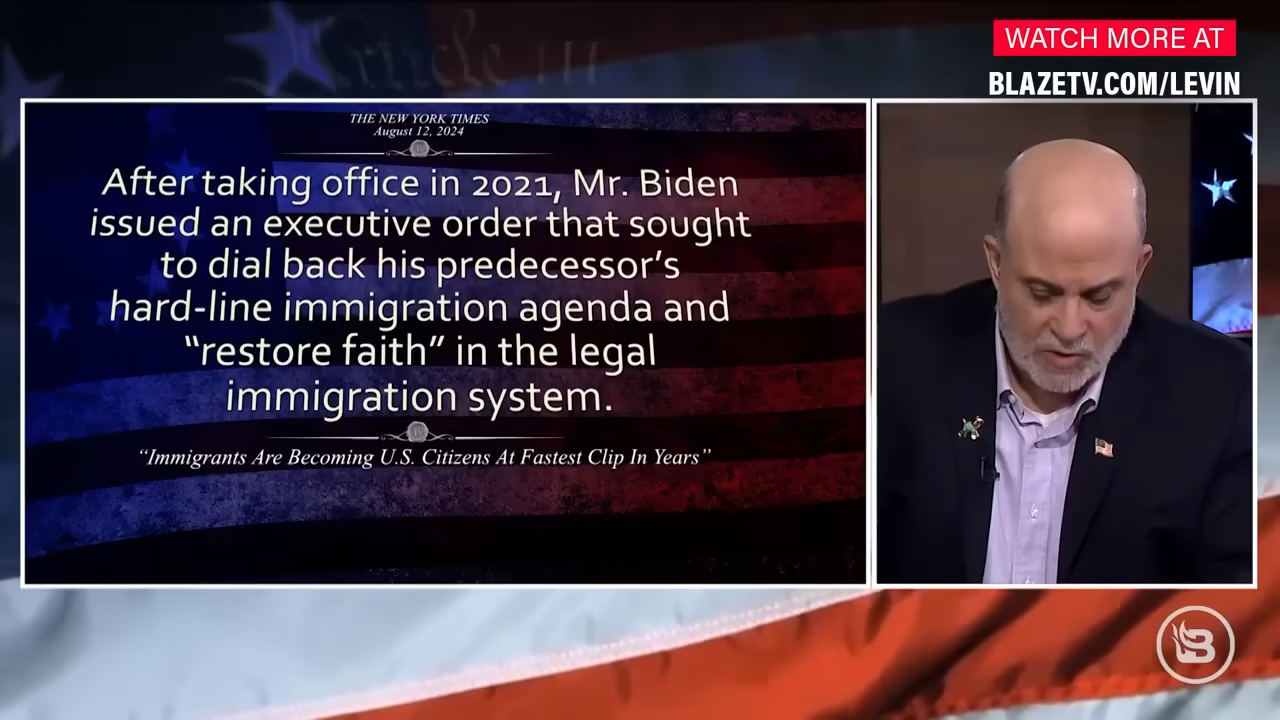 WATCH MORE AT
BLAZETV.COM/LEVIN
Article III
THE NEW YORK TIMES
August 12, 2024
After taking office in 2021, Mr. Biden
issued an executive order that sought
to dial back his predecessor's
hard-line immigration agenda and
“restore faith” in the legal
immigration system.
“Immigrants Are Becoming U.S. Citizens At Fastest Clip In Years”
B